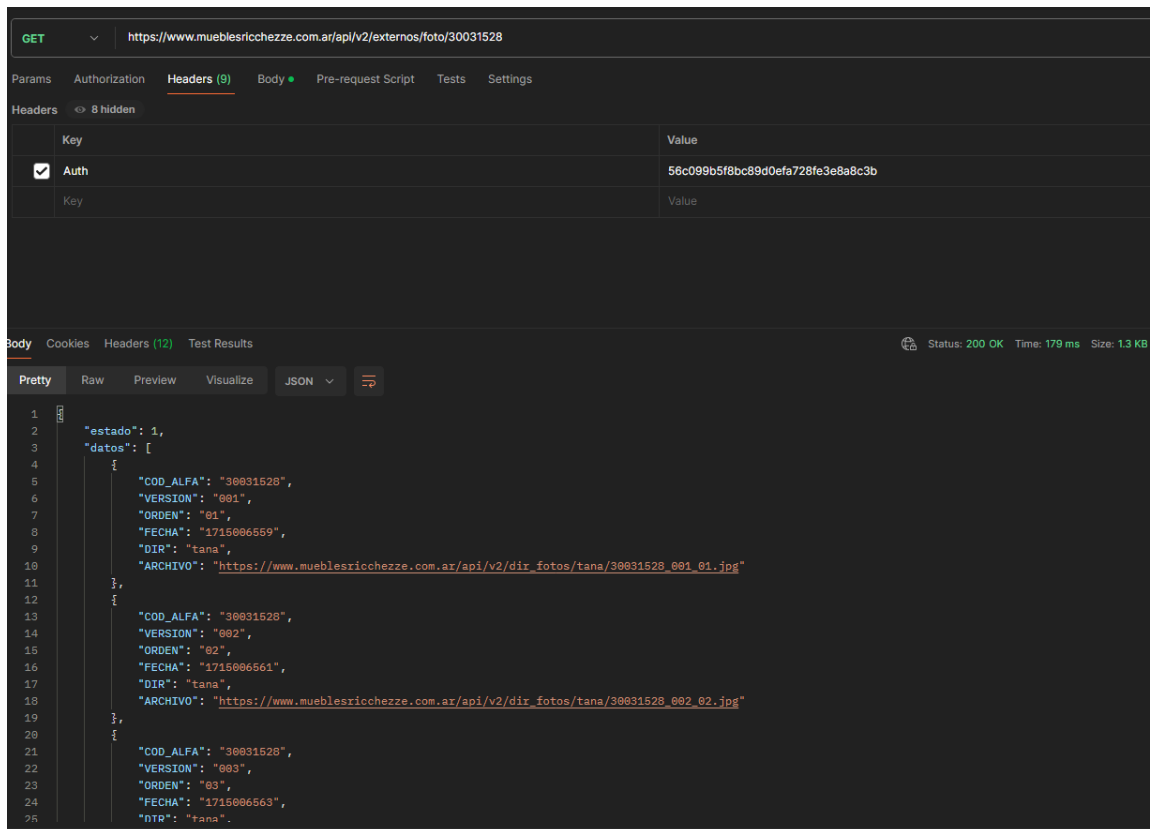 GET https://www.mueblesricchezze.com.ar/api/v2/externos/foto/30031528
Params Authorization Headers (9) Body Pre-request Script Tests Settings
Headers 8 hidden
Key Value
Auth 56c099b5f8bc89d0efa728fe3e8a8c3b
Key Value
Body Cookies Headers (12) Test Results Status: 200 OK Time: 179 ms Size: 1.3 KB
Pretty Raw Preview Visualize JSON
1 {
2 "estado": 1,
3 "datos": [
4 {
5 "COD_ALFA": "30031528",
6 "VERSION": "001",
7 "ORDEN": "01",
8 "FECHA": "1715006559",
9 "DIR": "tana",
10 "ARCHIVO": "https://www.mueblesricchezze.com.ar/api/v2/dir_fotos/tana/30031528_001_01.jpg"
11 },
12 {
13 "COD_ALFA": "30031528",
14 "VERSION": "002",
15 "ORDEN": "02",
16 "FECHA": "1715006561",
17 "DIR": "tana",
18 "ARCHIVO": "https://www.mueblesricchezze.com.ar/api/v2/dir_fotos/tana/30031528_002_02.jpg"
19 },
20 {
21 "COD_ALFA": "30031528",
22 "VERSION": "003",
23 "ORDEN": "03",
24 "FECHA": "1715006563",
25 "DIR": "tana",